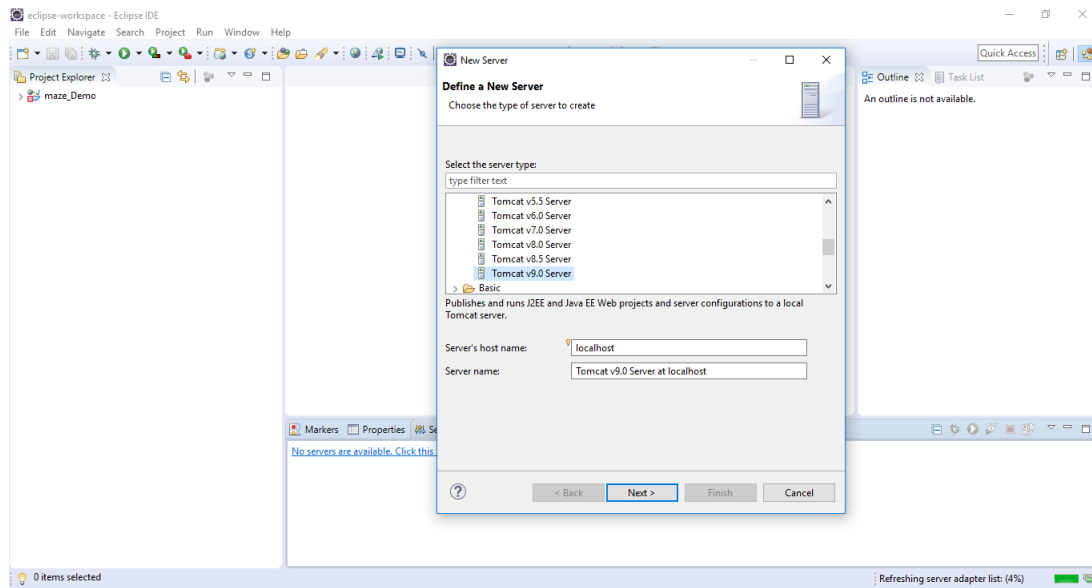 eclipse-workspace - Eclipse IDE
File Edit Navigate Search Project Run Window Help
Quick Access
Project Explorer
maze_Demo
New Server
Define a New Server
Choose the type of server to create
Select the server type:
type filter text
Tomcat v5.5 Server
Tomcat v6.0 Server
Tomcat v7.0 Server
Tomcat v8.0 Server
Tomcat v8.5 Server
Tomcat v9.0 Server
Basic
Publishes and runs J2EE and Java EE Web projects and server configurations to a local
Tomcat server.
Server's host name: localhost
Server name: Tomcat v9.0 Server at localhost
< Back Next > Finish Cancel
Outline Task List
An outline is not available.
Markers Properties Se
No servers are available. Click this
0 items selected
Refreshing server adapter list: (4%)